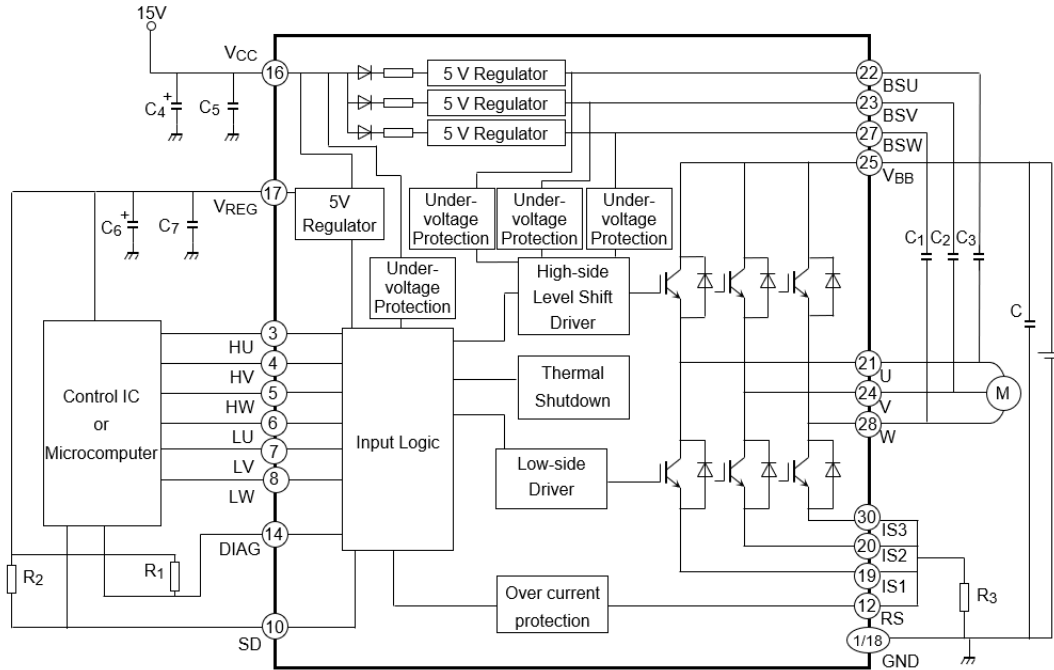 15V
VCC
16
5 V Regulator
22
BSU
C4
+
C5
5 V Regulator
23
BSV
5 V Regulator
27
BSW
25
VBB
17
VREG
5V
Regulator
Under-
voltage
Protection
Under-
voltage
Protection
Under-
voltage
Protection
C6
+
C7
C1
C2
C3
Under-
voltage
Protection
High-side
Level Shift
Driver
C
3
HU
4
HV
5
HW
6
LU
7
LV
8
LW
Control IC
or
Microcomputer
Input Logic
Thermal
Shutdown
21
U
24
V
28
W
M
Low-side
Driver
30
IS3
20
IS2
19
IS1
14
DIAG
R2
R1
Over current
protection
12
RS
R3
10
SD
1/18
GND